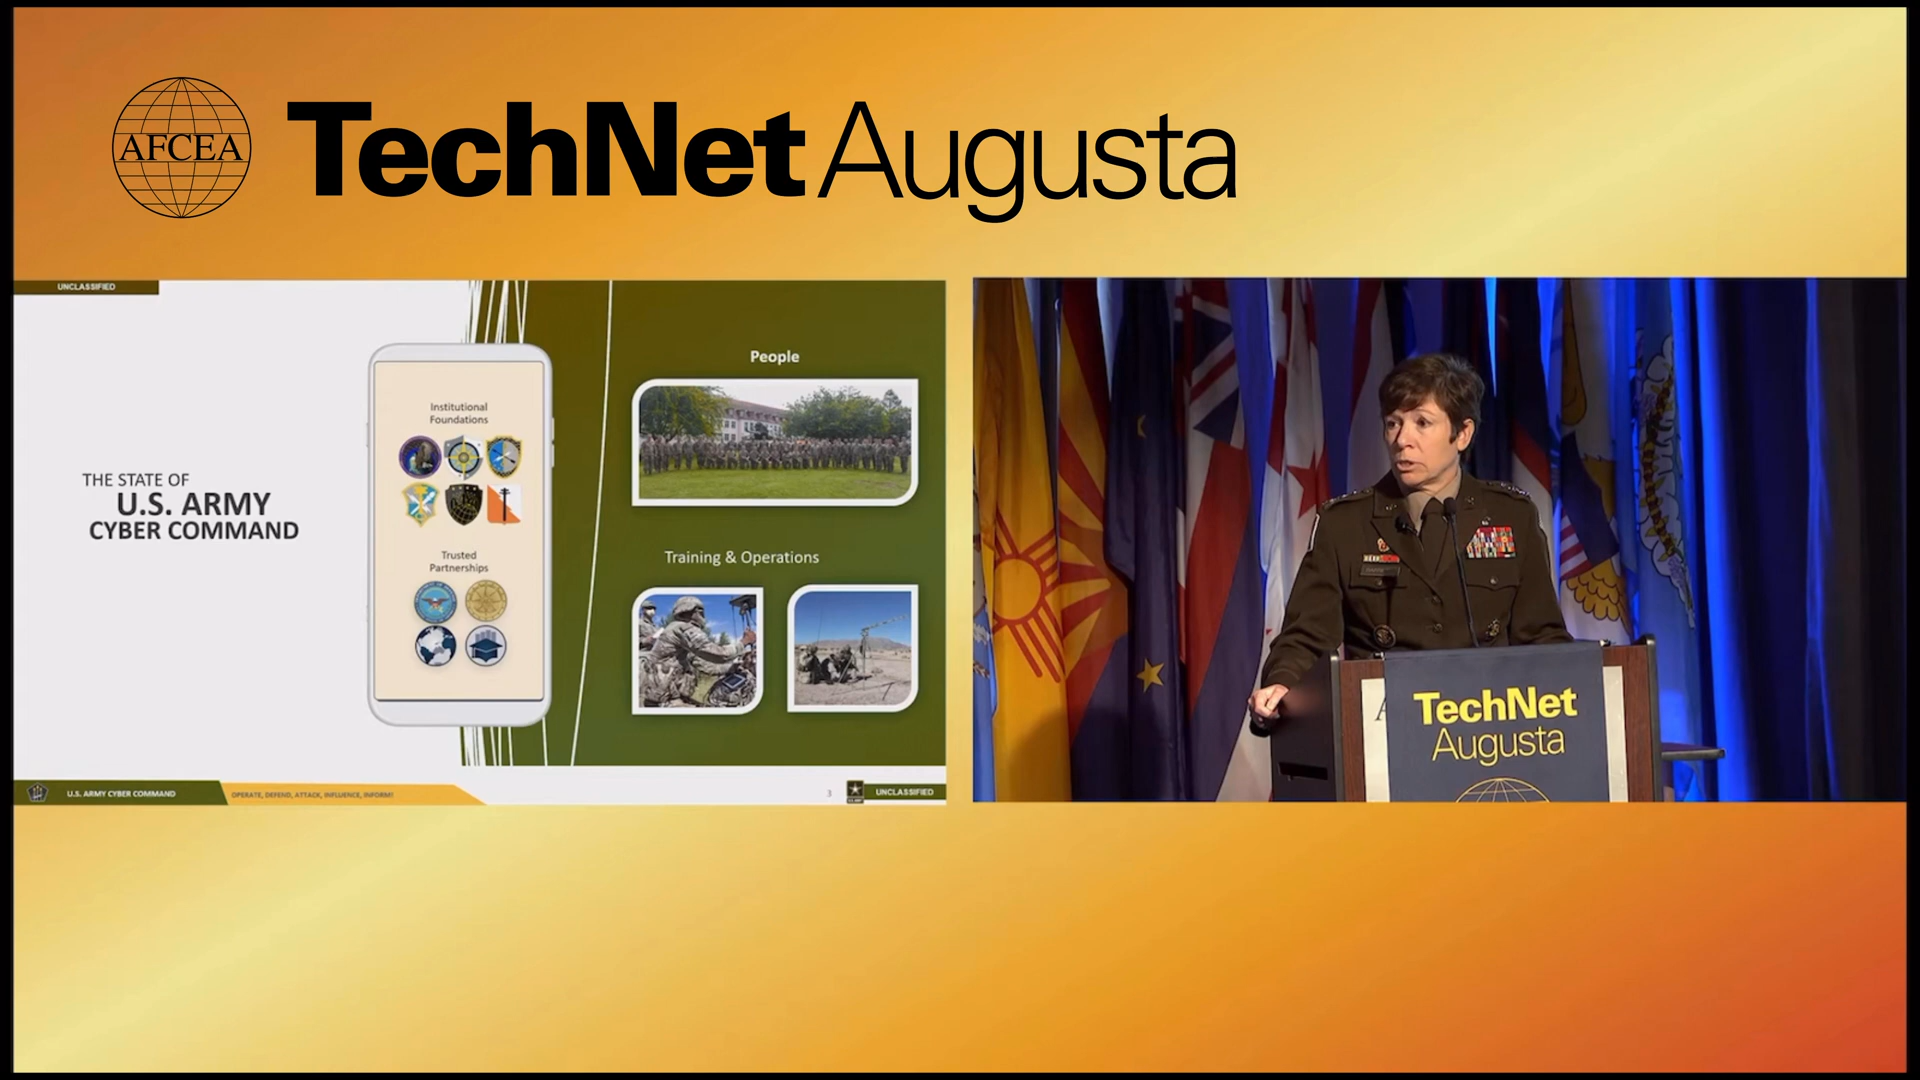 AFCEA
TechNet Augusta
UNCLASSIFIED
THE STATE OF
U.S. ARMY
CYBER COMMAND
Institutional
Foundations
Trusted
Partnerships
People
Training & Operations
U.S. ARMY CYBER COMMAND
OPERATE, DEFEND, ATTACK, INFLUENCE, INFORM!
3
UNCLASSIFIED
TechNet
Augusta